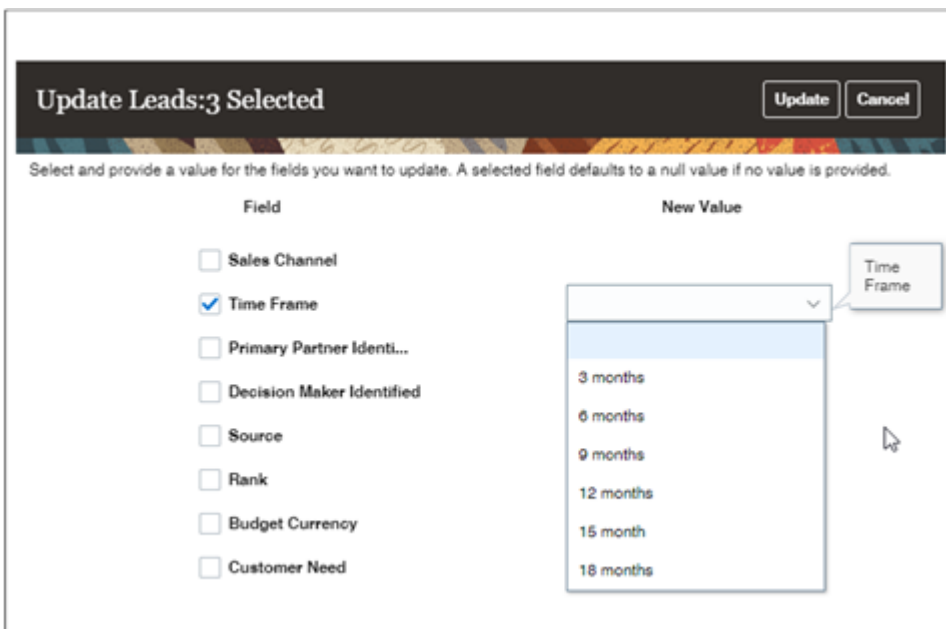 Update Leads:3 Selected
Update
Cancel
Select and provide a value for the fields you want to update. A selected field defaults to a null value if no value is provided.
Field
New Value
Sales Channel
Time Frame
Time
Frame
Primary Partner Identi...
Decision Maker Identified
Source
Rank
Budget Currency
Customer Need
3 months
6 months
9 months
12 months
15 month
18 months